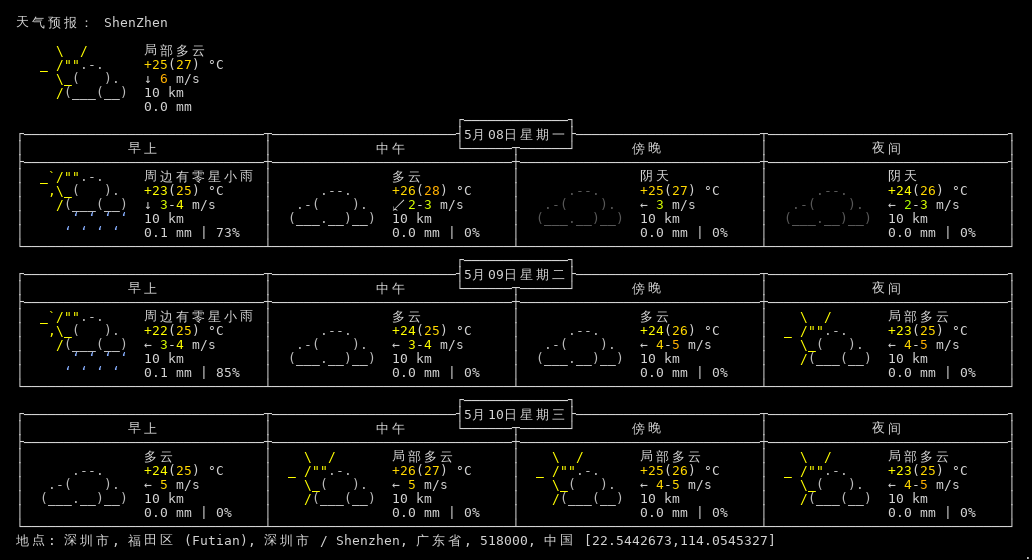 天气预报： ShenZhen
局部多云
+25(27) °C
↓ 6 m/s
10 km
0.0 mm
5月08日星期一
早上 中午 傍晚 夜间
周边有零星小雨 多云 阴天 阴天
+23(25) °C +26(28) °C +25(27) °C +24(26) °C
↓ 3-4 m/s ↙ 2-3 m/s ← 3 m/s ← 2-3 m/s
10 km 10 km 10 km 10 km
0.1 mm | 73% 0.0 mm | 0% 0.0 mm | 0% 0.0 mm | 0%
5月09日星期二
早上 中午 傍晚 夜间
周边有零星小雨 多云 多云 局部多云
+22(25) °C +24(25) °C +24(26) °C +23(25) °C
← 3-4 m/s ← 3-4 m/s ← 4-5 m/s ← 4-5 m/s
10 km 10 km 10 km 10 km
0.1 mm | 85% 0.0 mm | 0% 0.0 mm | 0% 0.0 mm | 0%
5月10日星期三
早上 中午 傍晚 夜间
多云 局部多云 局部多云 局部多云
+24(25) °C +26(27) °C +25(26) °C +23(25) °C
← 5 m/s ← 5 m/s ← 4-5 m/s ← 4-5 m/s
10 km 10 km 10 km 10 km
0.0 mm | 0% 0.0 mm | 0% 0.0 mm | 0% 0.0 mm | 0%
地点: 深圳市, 福田区 (Futian), 深圳市 / Shenzhen, 广东省, 518000, 中国 [22.5442673,114.0545327]